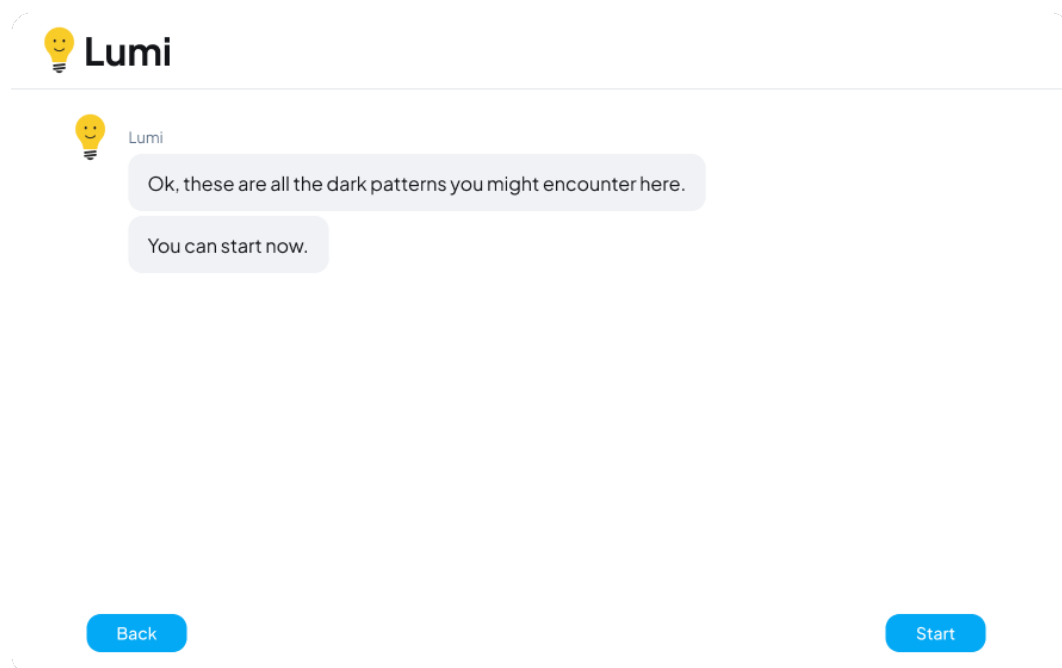 Lumi
Lumi
Ok, these are all the dark patterns you might encounter here.
You can start now.
Back
Start